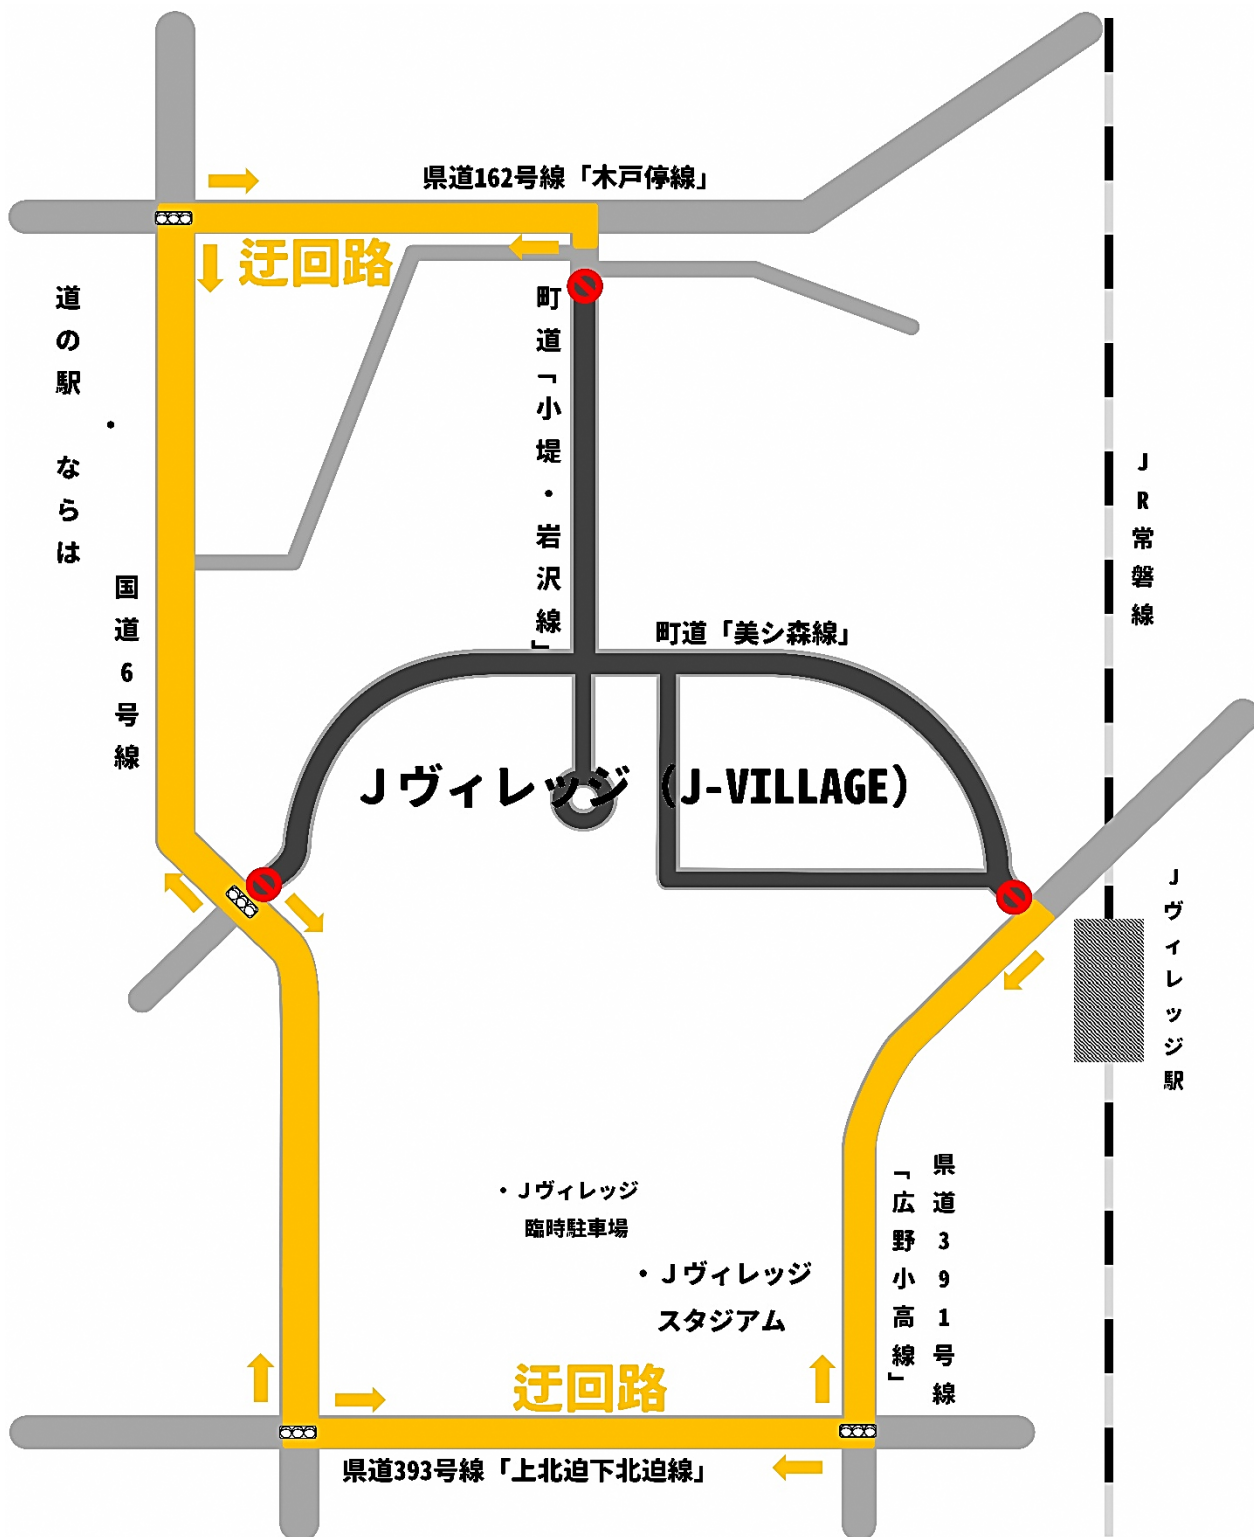 県道162号線「木戸停線」
迂回路
道の駅・ならは
町道「小堤・岩沢線」
JR常磐線
国道6号線
町道「美シ森線」
Jヴィレッジ（J-VILLAGE）
Jヴィレッジ駅
県道391号線
「広野小高線」
・Jヴィレッジ
臨時駐車場
・Jヴィレッジ
スタジアム
迂回路
県道393号線「上北迫下北迫線」